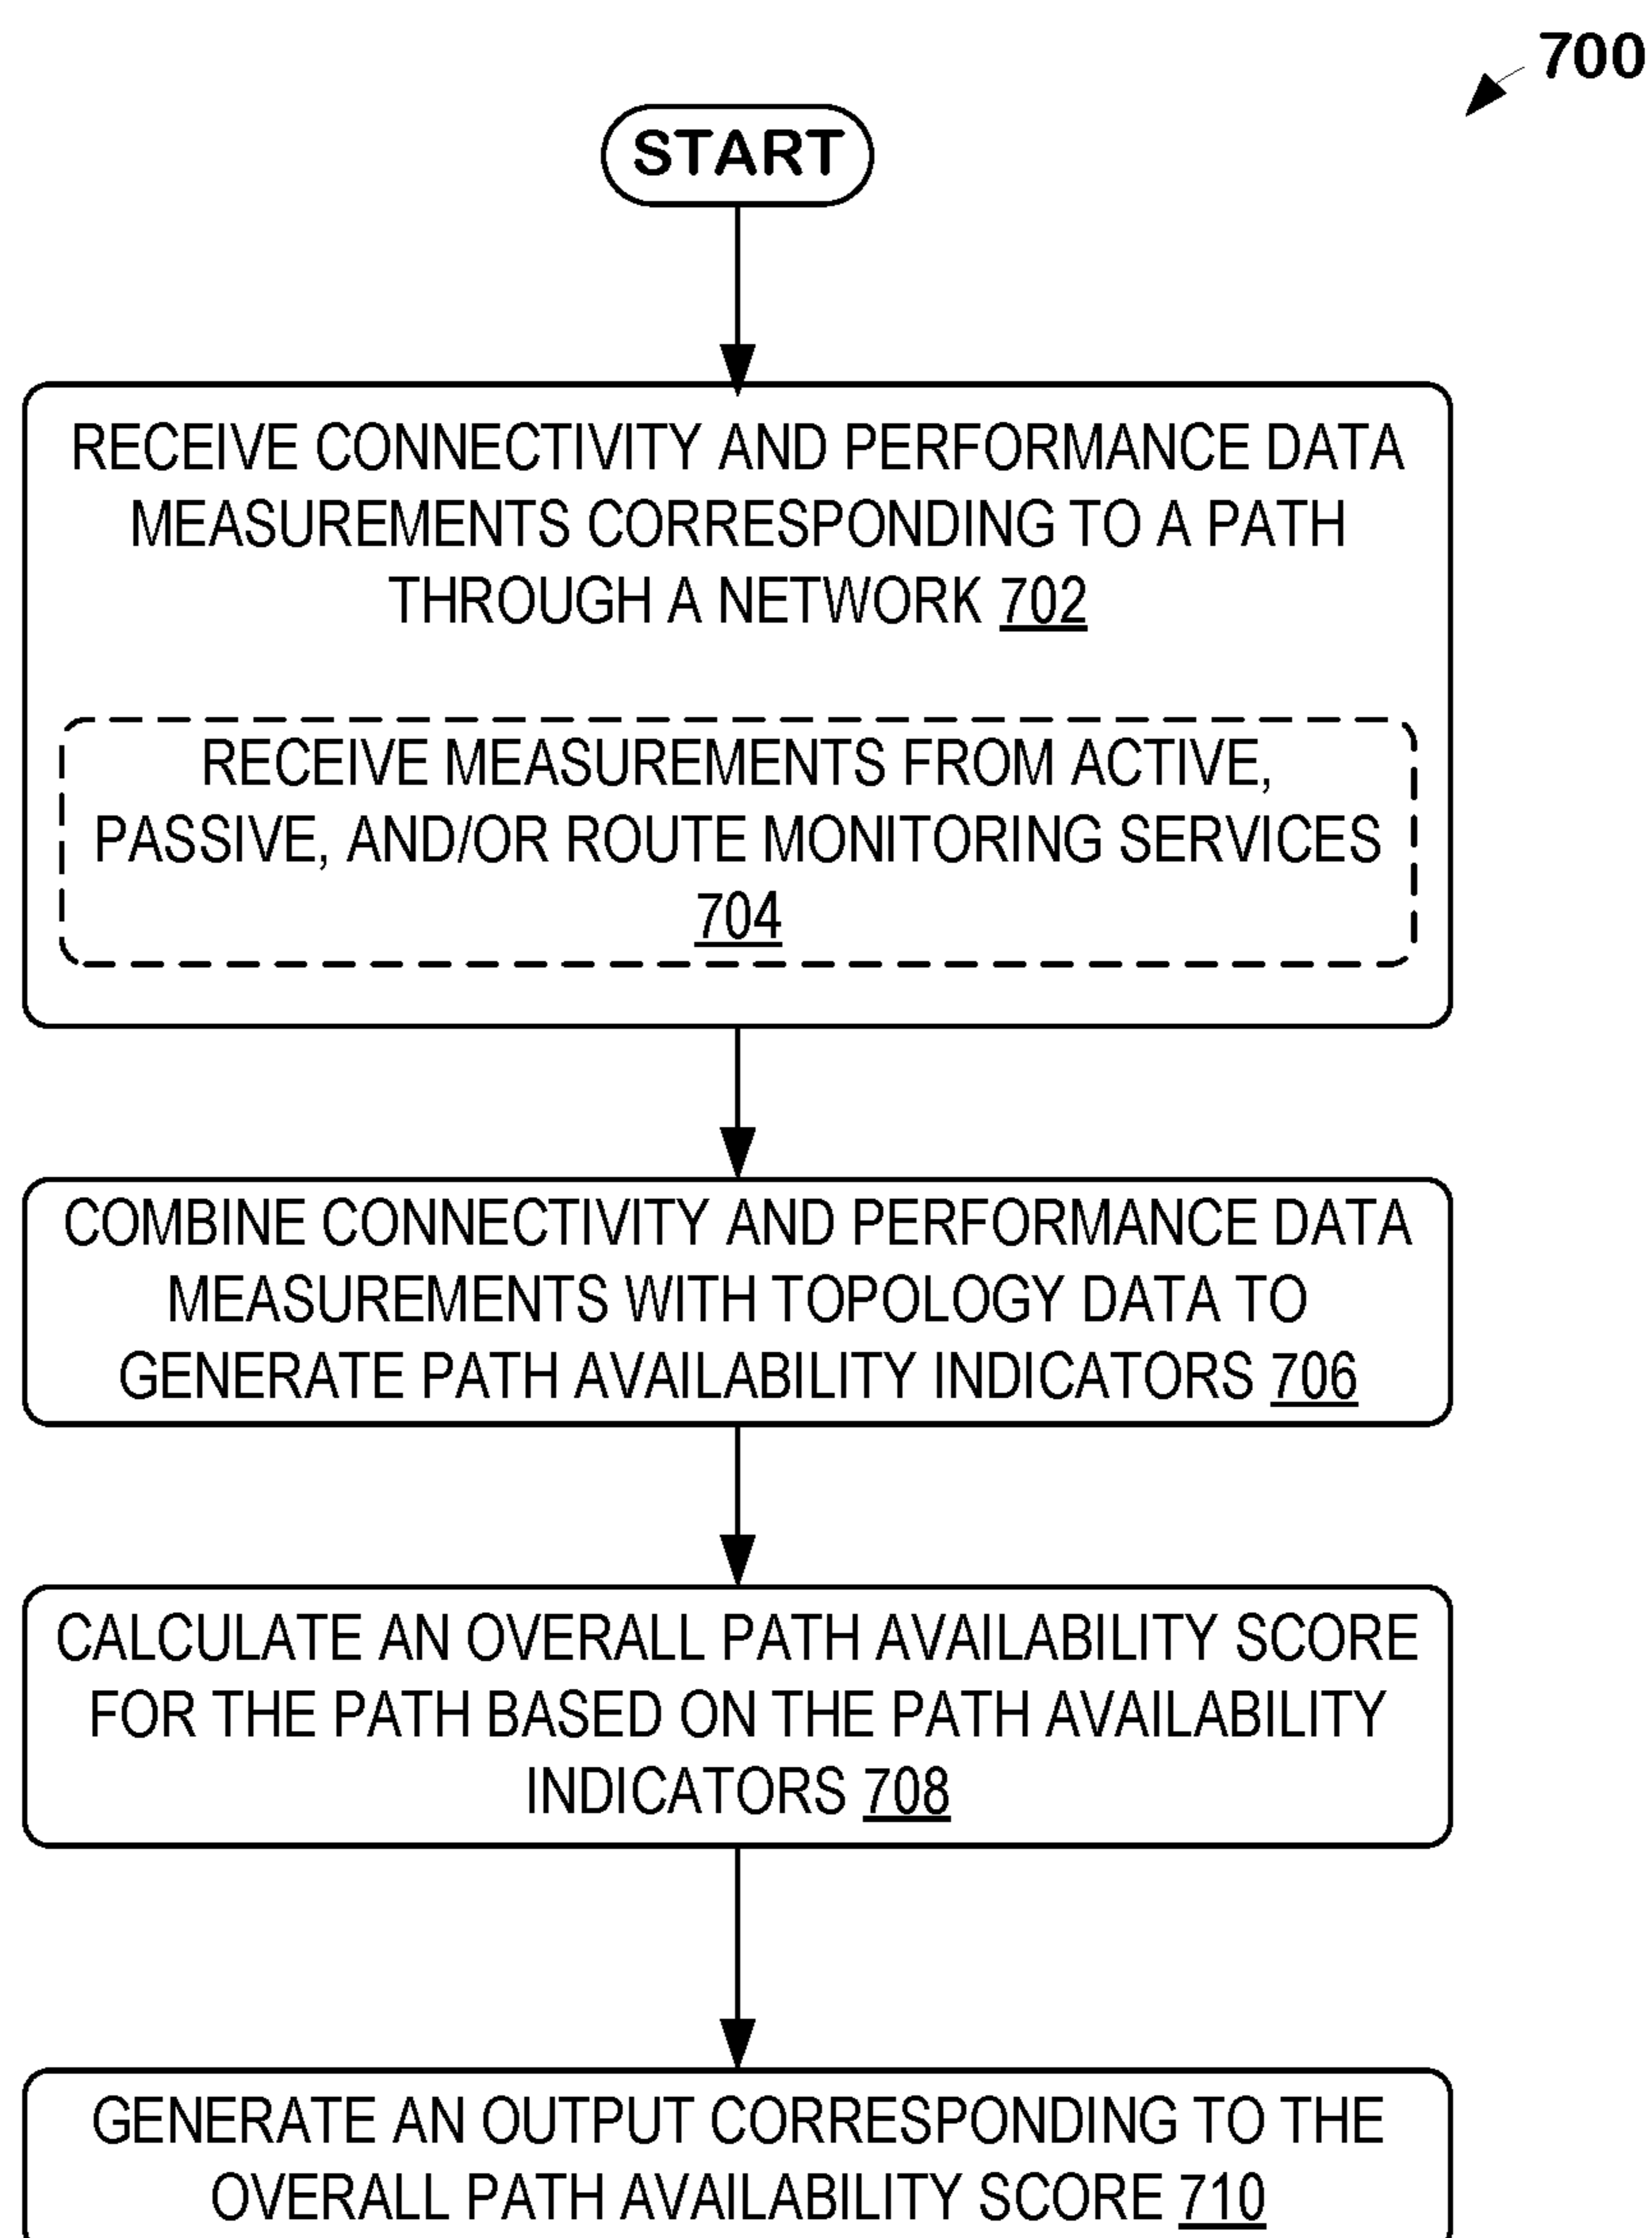 700
START
RECEIVE CONNECTIVITY AND PERFORMANCE DATA
MEASUREMENTS CORRESPONDING TO A PATH
THROUGH A NETWORK 702
RECEIVE MEASUREMENTS FROM ACTIVE,
PASSIVE, AND/OR ROUTE MONITORING SERVICES
704
COMBINE CONNECTIVITY AND PERFORMANCE DATA
MEASUREMENTS WITH TOPOLOGY DATA TO
GENERATE PATH AVAILABILITY INDICATORS 706
CALCULATE AN OVERALL PATH AVAILABILITY SCORE
FOR THE PATH BASED ON THE PATH AVAILABILITY
INDICATORS 708
GENERATE AN OUTPUT CORRESPONDING TO THE
OVERALL PATH AVAILABILITY SCORE 710